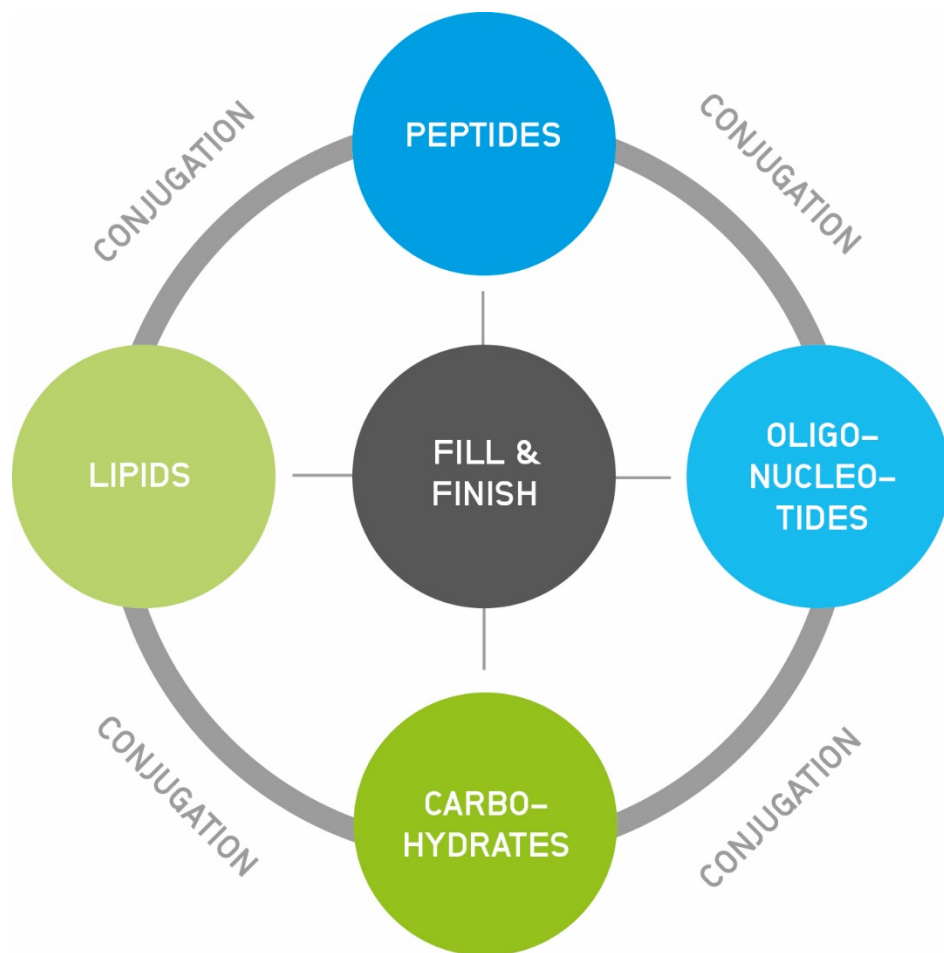 PEPTIDES
CONJUGATION
CONJUGATION
LIPIDS
FILL &
FINISH
OLIGO–
NUCLEO–
TIDES
CONJUGATION
CONJUGATION
CARBO–
HYDRATES